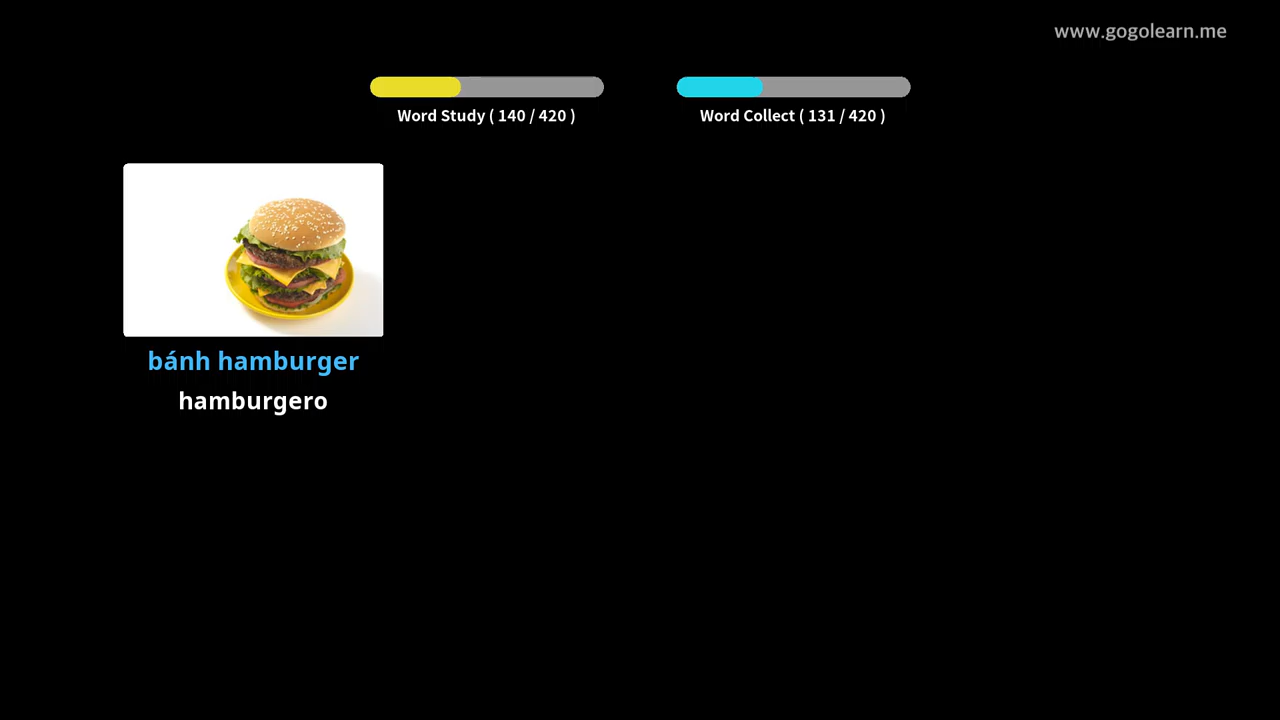 www.gogolearn.me
Word Study ( 140 / 420 )
Word Collect ( 131 / 420 )
bánh hamburger
hamburgero